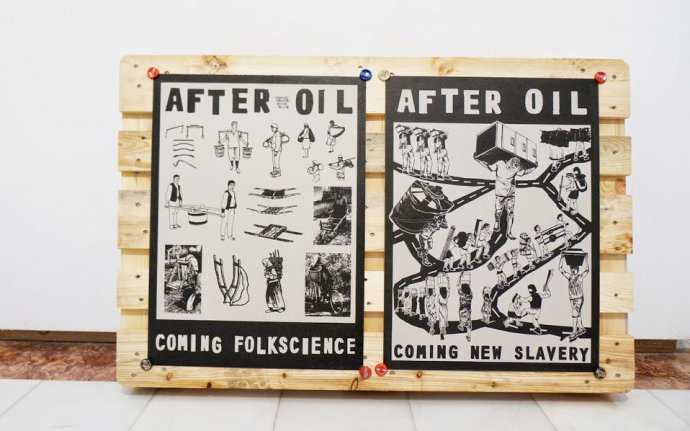 AFTER OIL
COMING FOLKSCIENCE
AFTER OIL
COMING NEW SLAVERY